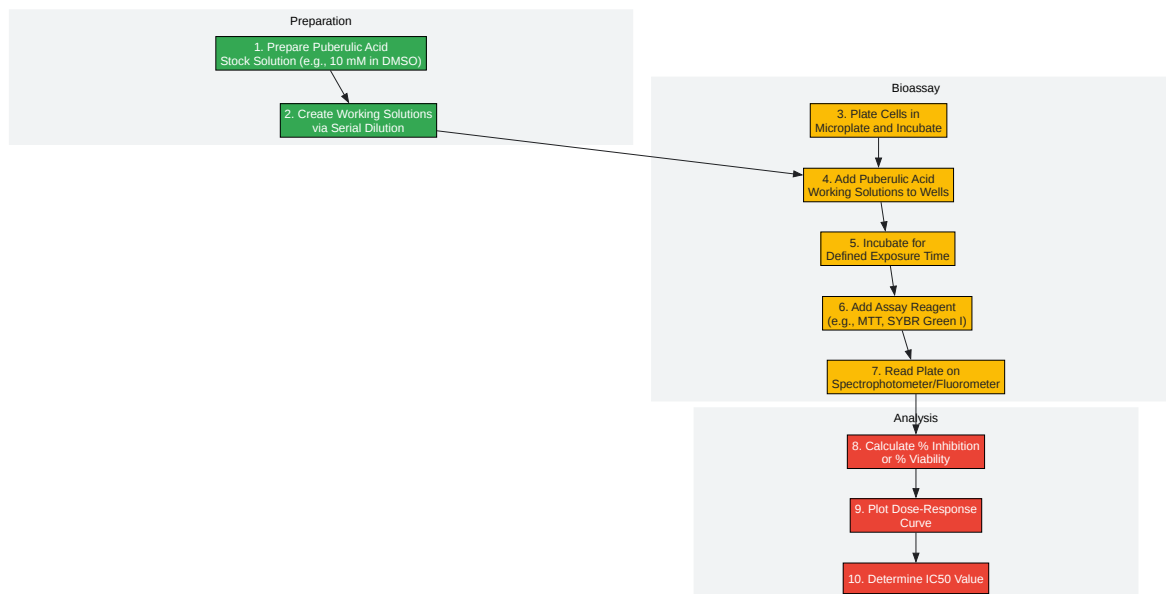 Preparation
1. Prepare Puberulic Acid
Stock Solution (e.g., 10 mM in DMSO)
2. Create Working Solutions
via Serial Dilution
Bioassay
3. Plate Cells in
Microplate and Incubate
4. Add Puberulic Acid
Working Solutions to Wells
5. Incubate for
Defined Exposure Time
6. Add Assay Reagent
(e.g., MTT, SYBR Green I)
7. Read Plate on
Spectrophotometer/Fluorometer
Analysis
8. Calculate % Inhibition
or % Viability
9. Plot Dose-Response
Curve
10. Determine IC50 Value